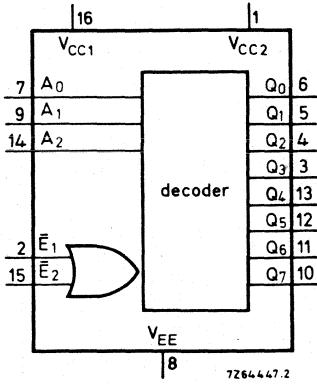 16 1
VCC1 VCC2
7 A0 Q0 6
9 A1 Q1 5
14 A2 Q2 4
Q3 3
decoder
Q4 13
Q5 12
2 Ē1 Q6 11
15 Ē2 Q7 10
VEE
8
7Z64447.2